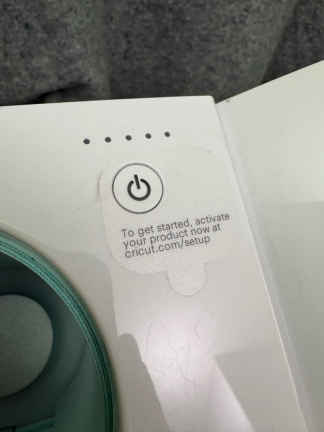 To get started, activate
your product now at
cricut.com/setup